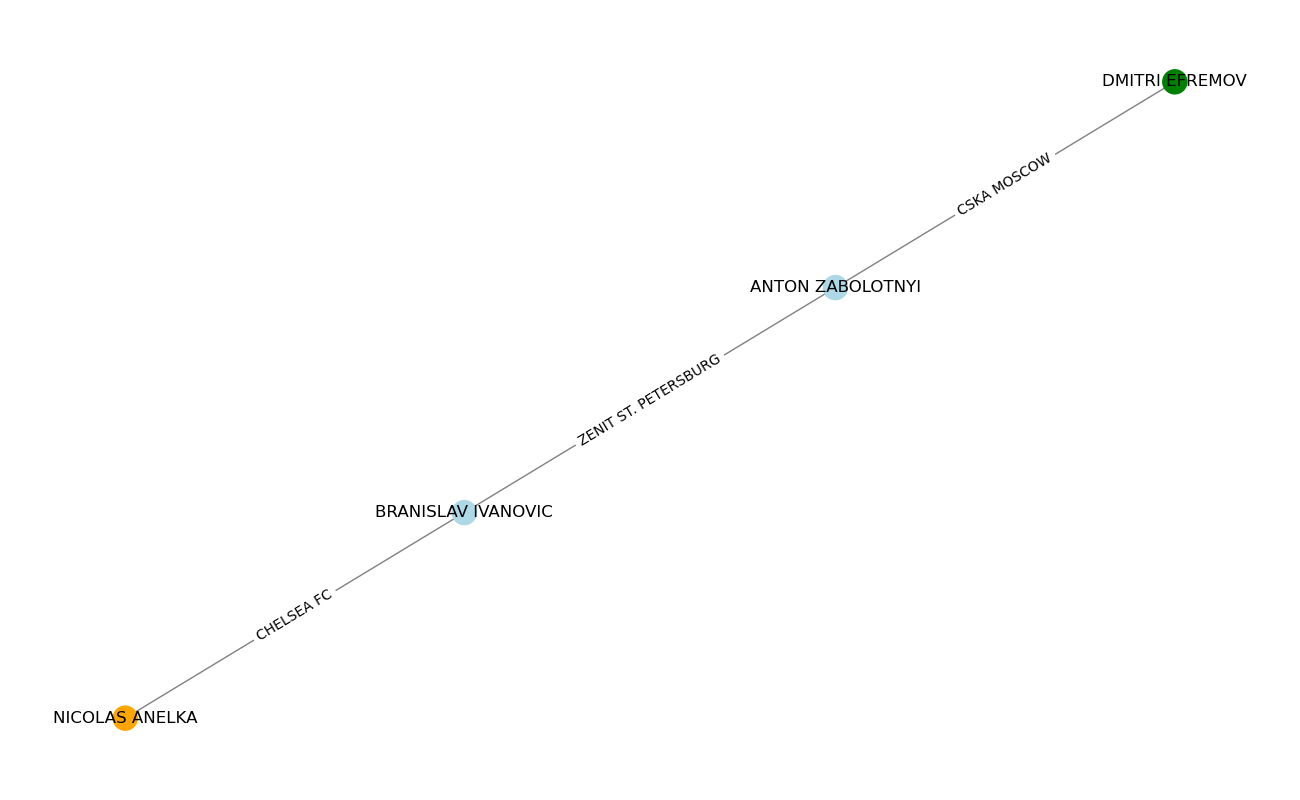 DMITRI EFREMOV
CSKA MOSCOW
ANTON ZABOLOTNYI
ZENIT ST. PETERSBURG
BRANISLAV IVANOVIC
CHELSEA FC
NICOLAS ANELKA